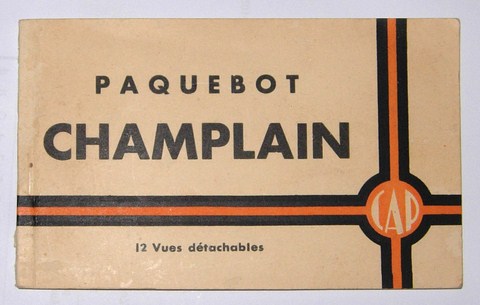 PAQUEBOT
CHAMPLAIN
CAP
12 Vues détachables